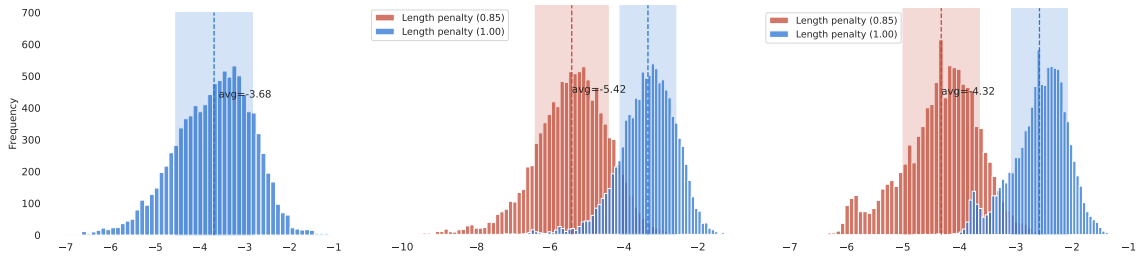 700
600
500
400
300
200
100
0
Frequency
avg=-3.68
−7 −6 −5 −4 −3 −2 −1
Length penalty (0.85)
Length penalty (1.00)
avg=-5.42
−10 −8 −6 −4 −2
Length penalty (0.85)
Length penalty (1.00)
avg=-4.32
−7 −6 −5 −4 −3 −2 −1